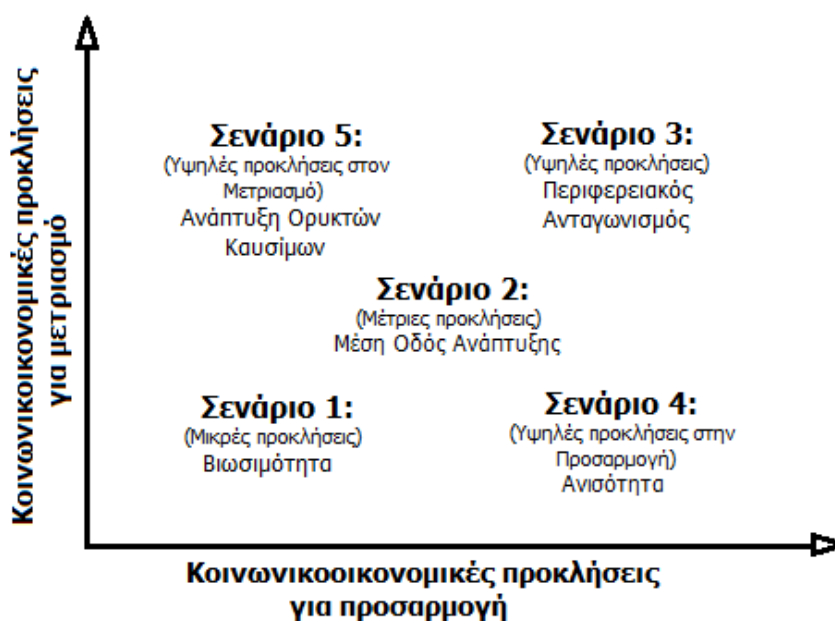 Κοινωνικοικονομικές προκλήσεις
για μετριασμό
Σενάριο 5:
(Υψηλές προκλήσεις στον
Μετριασμό)
Ανάπτυξη Ορυκτών
Καυσίμων
Σενάριο 3:
(Υψηλές προκλήσεις)
Περιφερειακός
Ανταγωνισμός
Σενάριο 2:
(Μέτριες προκλήσεις)
Μέση Οδός Ανάπτυξης
Σενάριο 1:
(Μικρές προκλήσεις)
Βιωσιμότητα
Σενάριο 4:
(Υψηλές προκλήσεις στην
Προσαρμογή)
Ανισότητα
Κοινωνικοοικονομικές προκλήσεις
για προσαρμογή